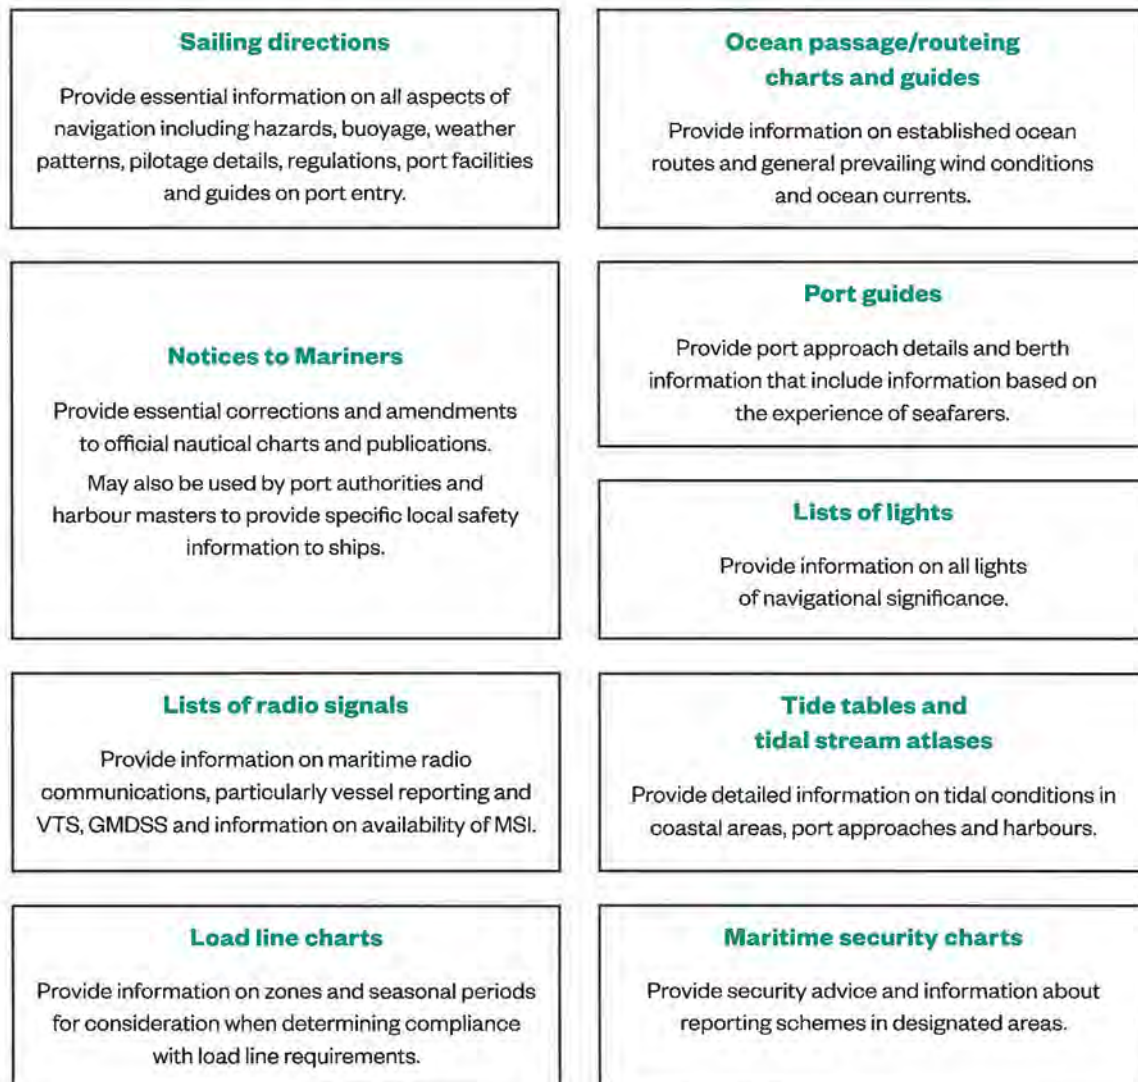 Sailing directions
Provide essential information on all aspects of
navigation including hazards, buoyage, weather
patterns, pilotage details, regulations, port facilities
and guides on port entry.
Ocean passage/routeing
charts and guides
Provide information on established ocean
routes and general prevailing wind conditions
and ocean currents.
Notices to Mariners
Provide essential corrections and amendments
to official nautical charts and publications.
May also be used by port authorities and
harbour masters to provide specific local safety
information to ships.
Port guides
Provide port approach details and berth
information that include information based on
the experience of seafarers.
Lists of lights
Provide information on all lights
of navigational significance.
Lists of radio signals
Provide information on maritime radio
communications, particularly vessel reporting and
VTS, GMDSS and information on availability of MSI.
Tide tables and
tidal stream atlases
Provide detailed information on tidal conditions in
coastal areas, port approaches and harbours.
Load line charts
Provide information on zones and seasonal periods
for consideration when determining compliance
with load line requirements.
Maritime security charts
Provide security advice and information about
reporting schemes in designated areas.